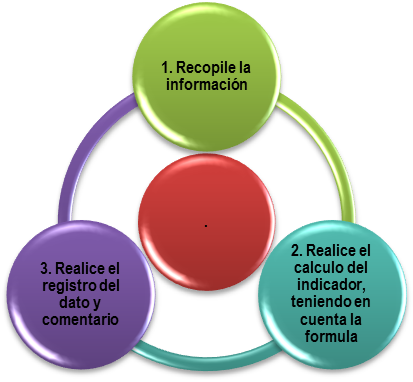 1. Recopile la
información
.
2. Realice el
calculo del
indicador,
teniendo en
cuenta la
formula
3. Realice el
registro del
dato y
comentario